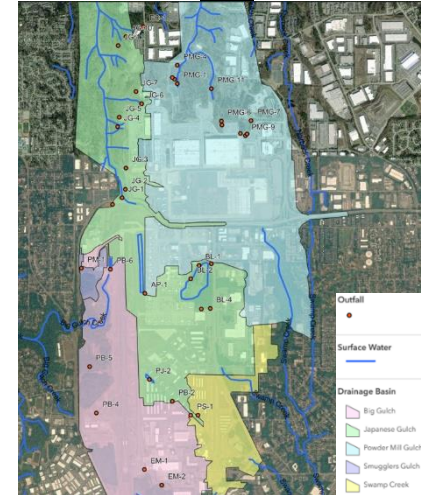 PMG-4
PMG-1
PMG-11
JG-7
JG-6
JG-5
JG-4
PMG-6
PMG-7
PMG-9
JG-3
JG-2
JG-1
PB-6
BL-1
BL-2
AP-1
BL-4
PB-5
PJ-2
PB-2
PB-4
PS-1
EM-1
EM-2
Outfall
Surface Water
Drainage Basin
Big Gulch
Japanese Gulch
Powder Mill Gulch
Smugglers Gulch
Swamp Creek